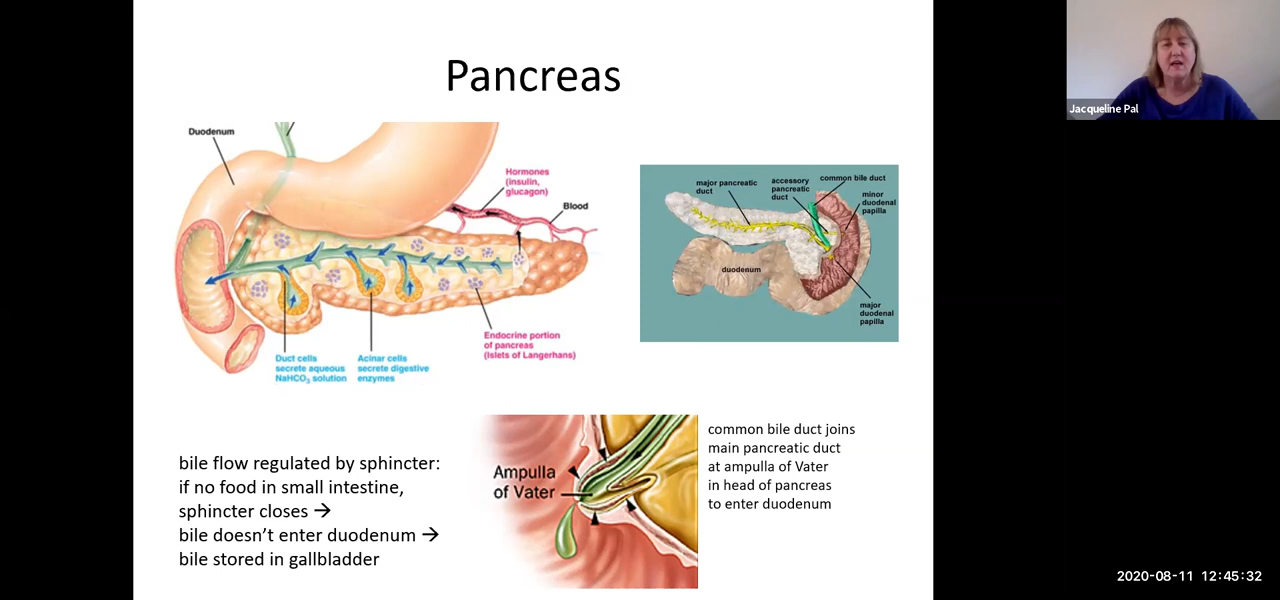 Pancreas
Jacqueline Pal
Duodenum
Hormones
(insulin,
glucagon)
Blood
Endocrine portion
of pancreas
(Islets of Langerhans)
Duct cells
secrete aqueous
NaHCO₃ solution
Acinar cells
secrete digestive
enzymes
major pancreatic
duct
accessory
pancreatic
duct
common bile duct
minor
duodenal
papilla
duodenum
major
duodenal
papilla
bile flow regulated by sphincter:
if no food in small intestine,
sphincter closes →
bile doesn’t enter duodenum →
bile stored in gallbladder
Ampulla
of Vater
common bile duct joins
main pancreatic duct
at ampulla of Vater
in head of pancreas
to enter duodenum
2020-08-11 12:45:32